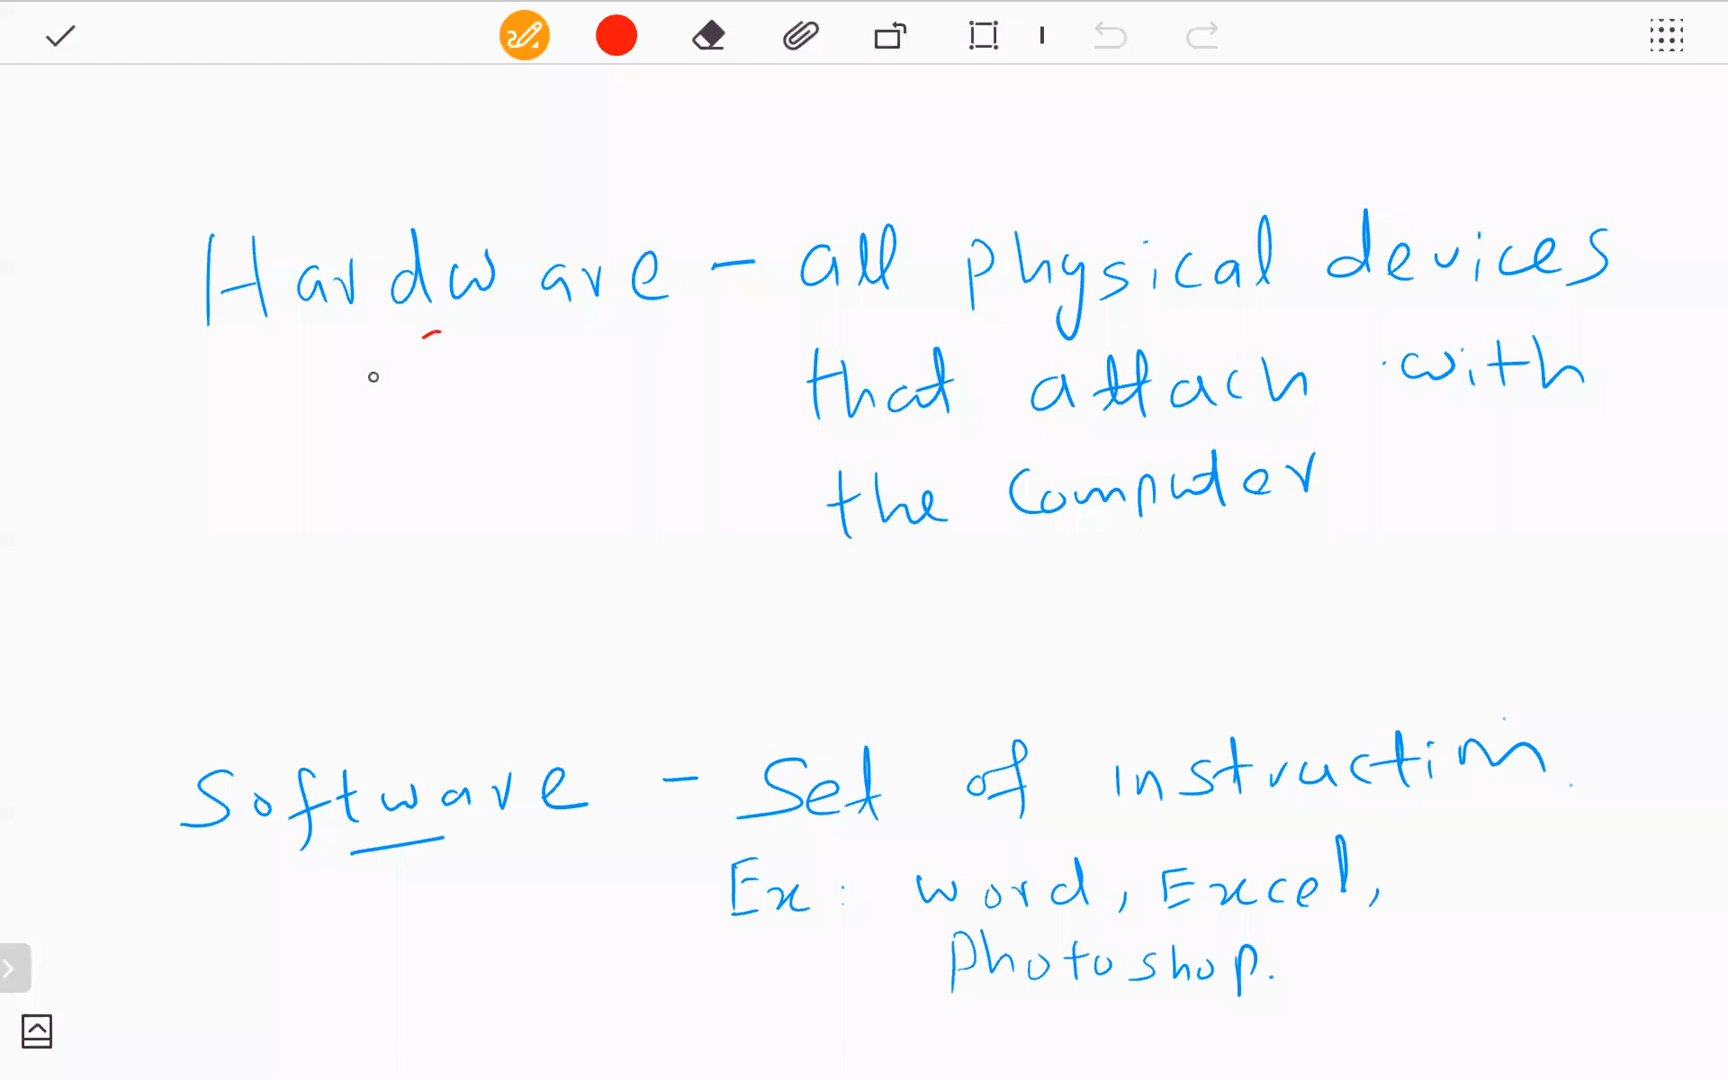 Hardware - all physical devices
that attach with
the computer
Software - Set of instruction.
Ex: word, Excel,
Photoshop.